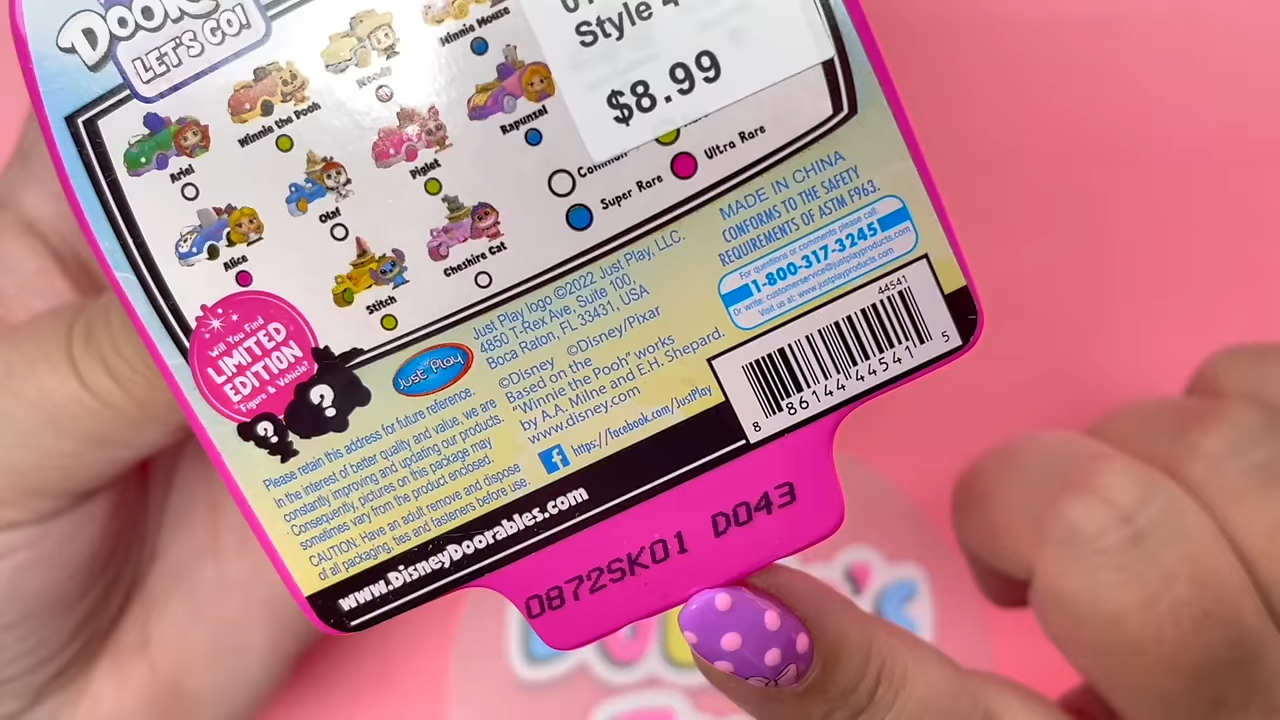 DOOR
LET'S GO!
Style 4
$8.99
Minnie Mouse
Woody
Winnie the Pooh
Rapunzel
Ariel
Piglet
Olaf
Alice
Cheshire Cat
Stitch
Common
Ultra Rare
Super Rare
Will You Find
LIMITED
EDITION
Figure & Vehicle?
?
?
Just Play
Just Play logo ©2022 Just Play, LLC.
4850 T-Rex Ave, Suite 100,
Boca Raton, FL 33431, USA
©Disney ©Disney/Pixar
Based on the
"Winnie the Pooh" works
by A.A. Milne and E.H. Shepard.
www.disney.com
f https://facebook.com/JustPlay
MADE IN CHINA
CONFORMS TO THE SAFETY
REQUIREMENTS OF ASTM F963.
For questions or comments please call:
1-800-317-3245
Or write: customerservice@justplayproducts.com
Visit us at: www.justplayproducts.com
44541
8 86144 44541 5
Please retain this address for future reference.
In the interest of better quality and value, we are
constantly improving and updating our products.
Consequently, pictures on this package may
sometimes vary from the product enclosed.
CAUTION: Have an adult remove and dispose
of all packaging, ties and fasteners before use.
www.DisneyDoorables.com
0872SK01 D043